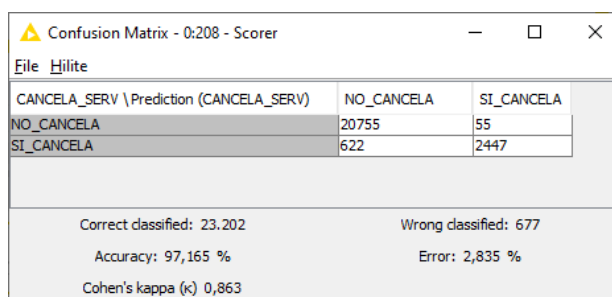 Confusion Matrix - 0:208 - Scorer
File Hilite
CANCELA_SERV \ Prediction (CANCELA_SERV) NO_CANCELA SI_CANCELA
NO_CANCELA 20755 55
SI_CANCELA 622 2447
Correct classified: 23.202 Wrong classified: 677
Accuracy: 97,165 % Error: 2,835 %
Cohen's kappa (κ) 0,863